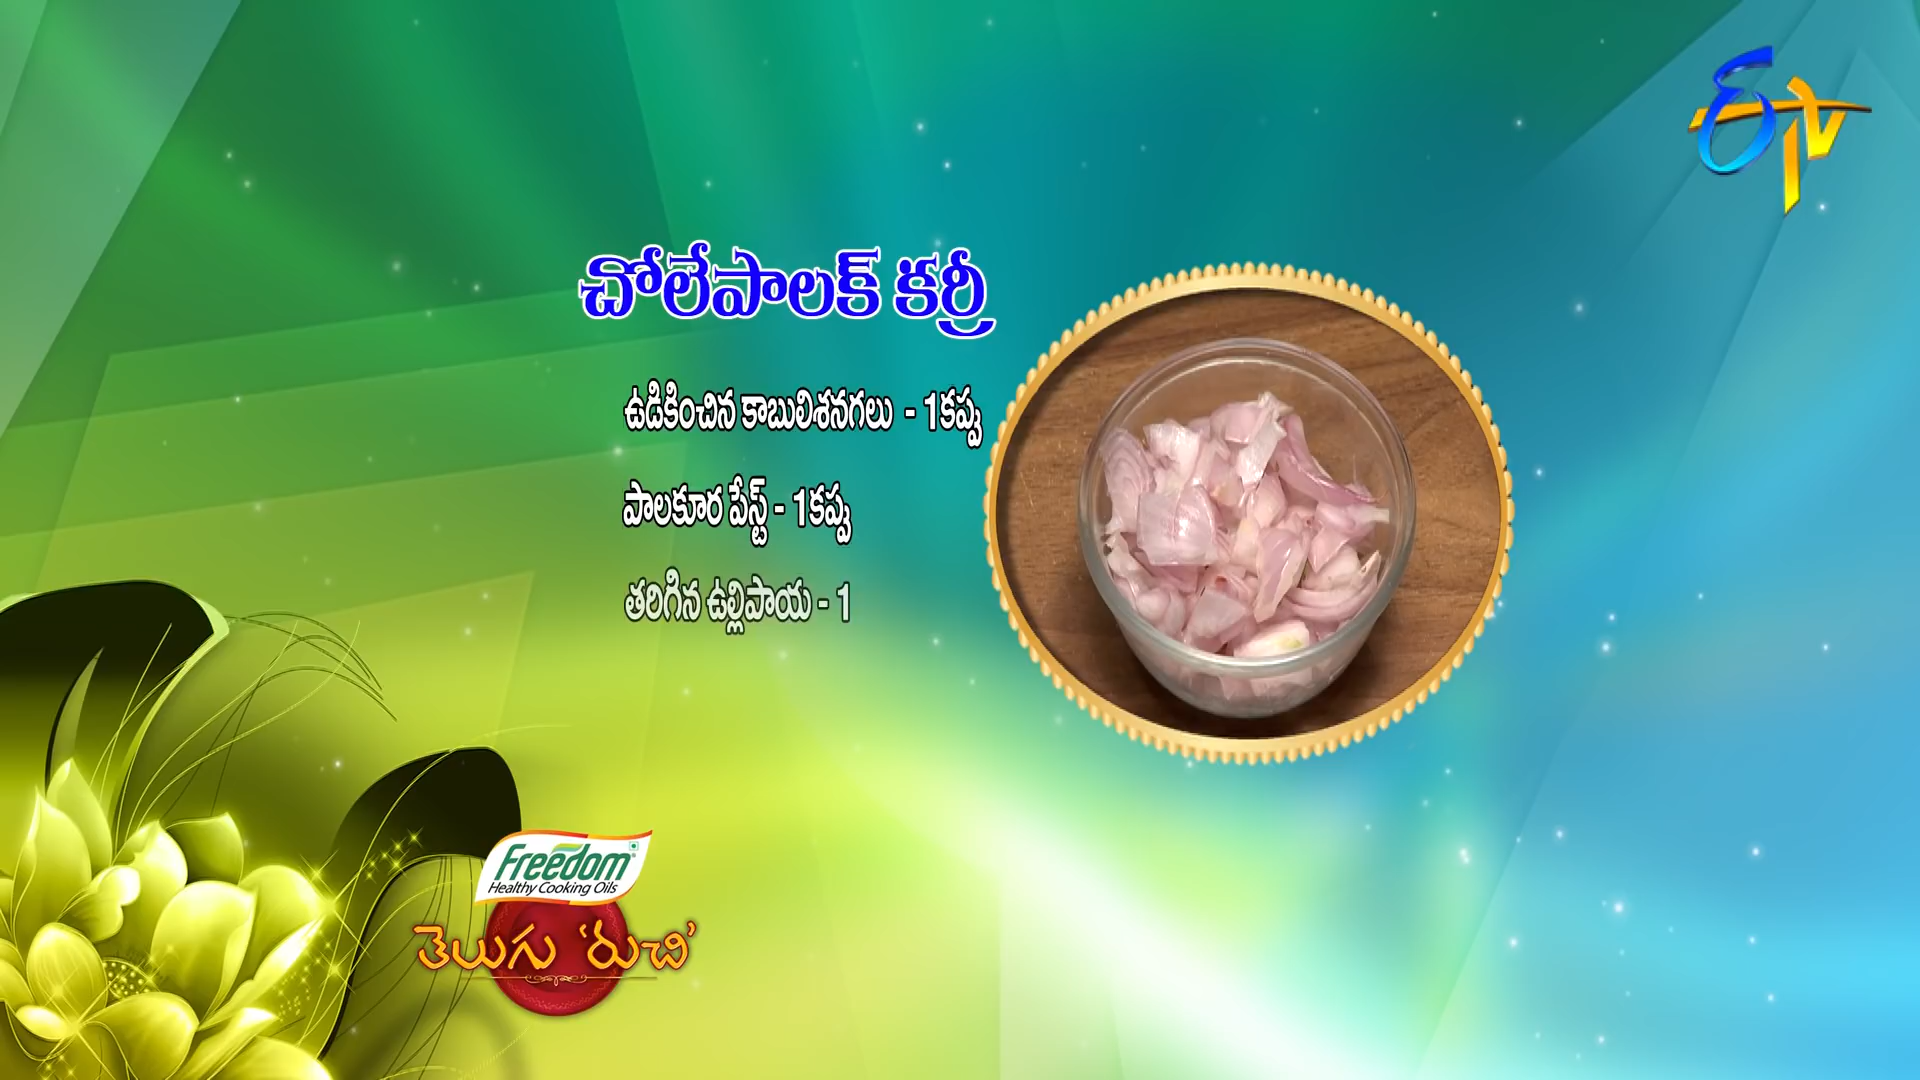 ETV
చోలేపాలక్ కర్రీ
ఉడికించిన కాబులిశనగలు - 1కప్పు
పాలకూర పేస్ట్ - 1కప్పు
తరిగిన ఉల్లిపాయ - 1
Freedom
Healthy Cooking Oils
తెలుగు 'రుచి'